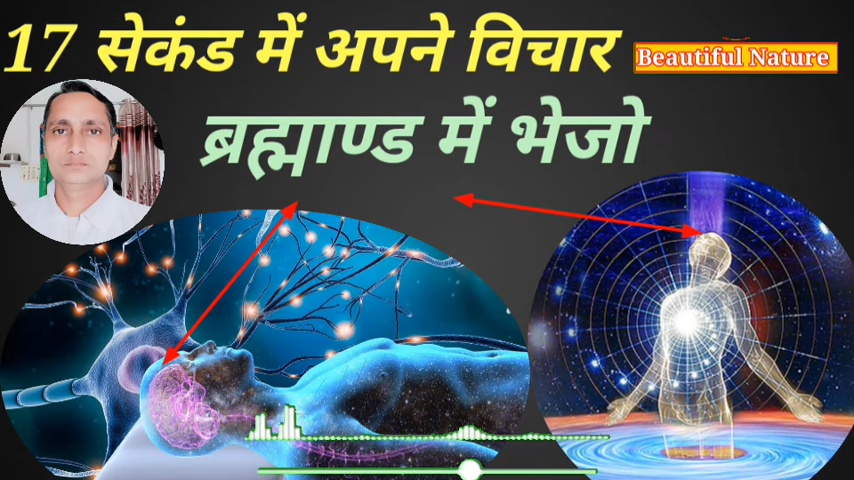 17 सेकंड में अपने विचार
Beautiful Nature
ब्रह्माण्ड में भेजो